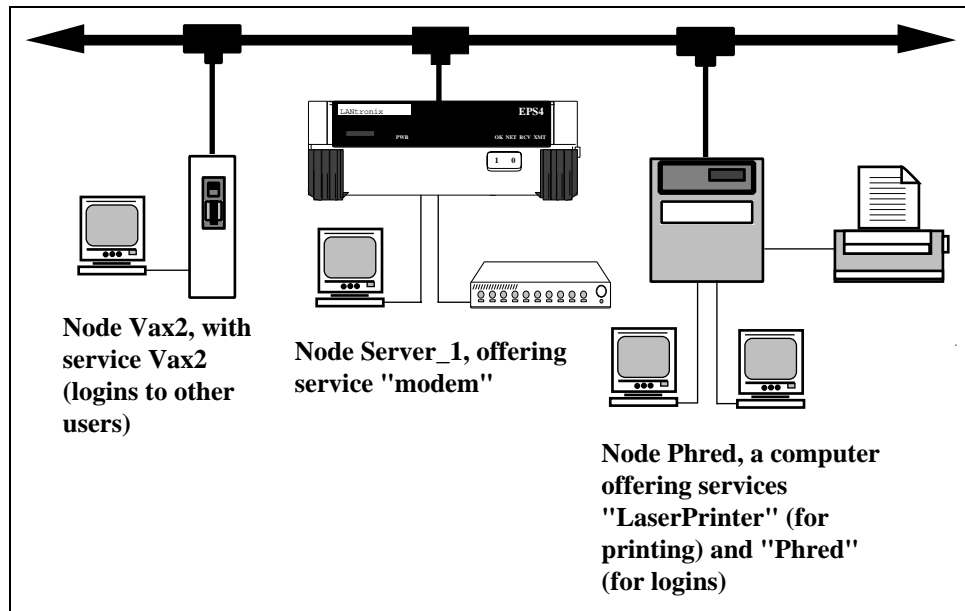 LANtronix
EPS4
PWR
OK NET RCV XMT
1 0
Node Vax2, with
service Vax2
(logins to other
users)
Node Server_1, offering
service "modem"
Node Phred, a computer
offering services
"LaserPrinter" (for
printing) and "Phred"
(for logins)